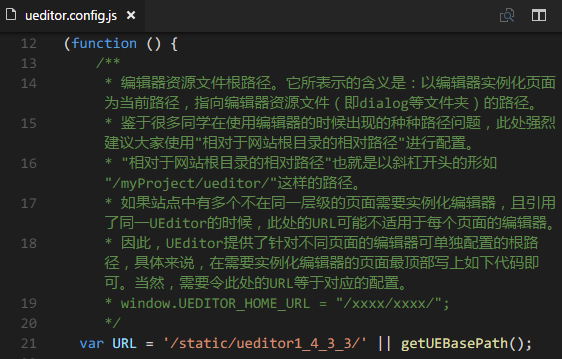 ueditor.config.js ×
12 (function () {
13 /**
14 * 编辑器资源文件根路径。它所表示的含义是：以编辑器实例化页面
为当前路径，指向编辑器资源文件（即dialog等文件夹）的路径。
15 * 鉴于很多同学在使用编辑器的时候出现的种种路径问题，此处强烈
建议大家使用"相对于网站根目录的相对路径"进行配置。
16 * "相对于网站根目录的相对路径"也就是以斜杠开头的形如
"/myProject/ueditor/"这样的路径。
17 * 如果站点中有多个不在同一层级的页面需要实例化编辑器，且引用
了同一UEditor的时候，此处的URL可能不适用于每个页面的编辑器。
18 * 因此，UEditor提供了针对不同页面的编辑器可单独配置的根路
径，具体来说，在需要实例化编辑器的页面最顶部写上如下代码即
可。当然，需要令此处的URL等于对应的配置。
19 * window.UEDITOR_HOME_URL = "/xxxx/xxxx/";
20 */
21 var URL = '/static/ueditor1_4_3_3/' || getUEBasePath();